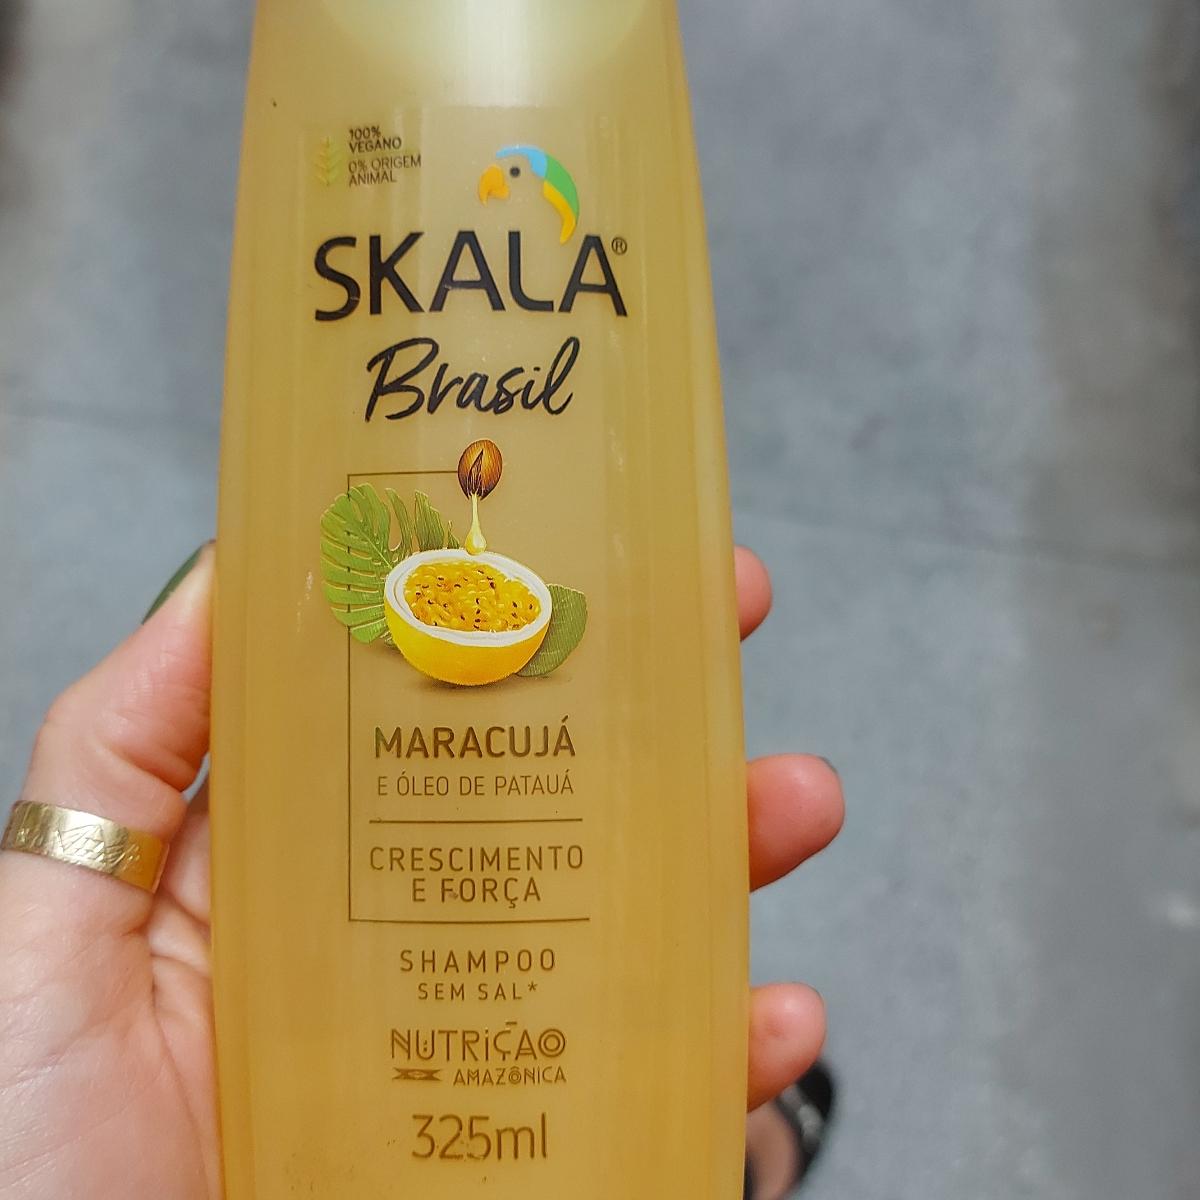 100%
VEGANO
0% ORIGEM
ANIMAL
SKALA®
Brasil
MARACUJÁ
E ÓLEO DE PATAUÁ
CRESCIMENTO
E FORÇA
SHAMPOO
SEM SAL*
NUTRIÇÃO
AMAZÔNICA
325ml